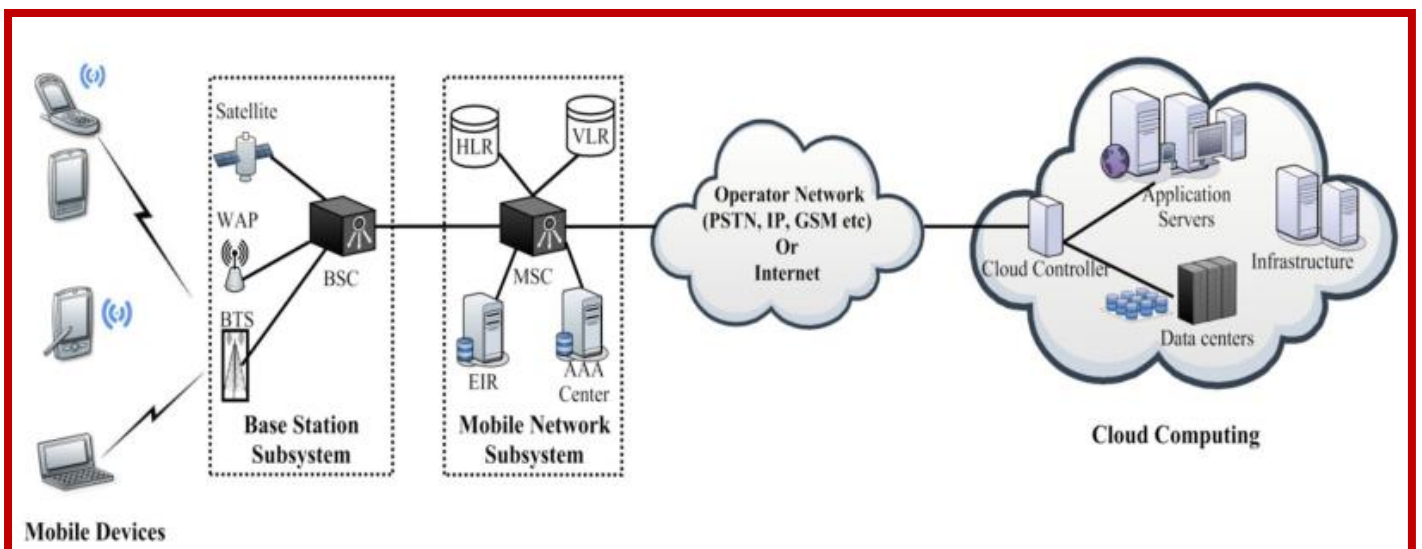 Satellite
WAP
BTS
BSC
Base Station
Subsystem
HLR
VLR
MSC
EIR
AAA
Center
Mobile Network
Subsystem
Operator Network
(PSTN, IP, GSM etc)
Or
Internet
Cloud Controller
Application
Servers
Infrastructure
Data centers
Cloud Computing
Mobile Devices